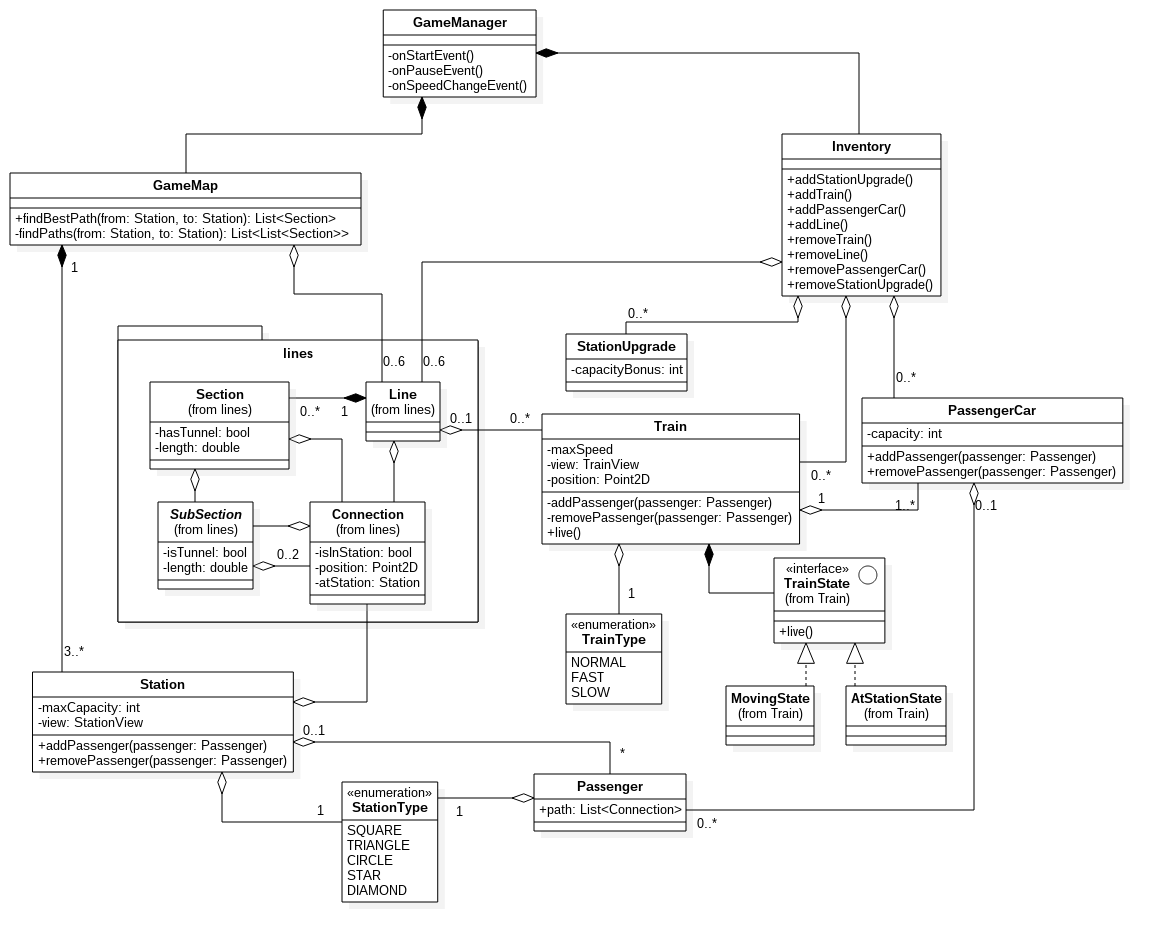 GameManager
-onStartEvent()
-onPauseEvent()
-onSpeedChangeEvent()
GameMap
+findBestPath(from: Station, to: Station): List<Section>
-findPaths(from: Station, to: Station): List<List<Section>>
1
Inventory
+addStationUpgrade()
+addTrain()
+addPassengerCar()
+addLine()
+removeTrain()
+removeLine()
+removePassengerCar()
+removeStationUpgrade()
0..*
StationUpgrade
-capacityBonus: int
lines
0..6
0..6
Section
(from lines)
-hasTunnel: bool
-length: double
0..*
1
Line
(from lines)
0..1
0..*
Train
-maxSpeed
-view: TrainView
-position: Point2D
-addPassenger(passenger: Passenger)
-removePassenger(passenger: Passenger)
+live()
0..*
PassengerCar
-capacity: int
+addPassenger(passenger: Passenger)
+removePassenger(passenger: Passenger)
0..*
1
1..*
0..1
SubSection
(from lines)
-isTunnel: bool
-length: double
0..2
Connection
(from lines)
-isInStation: bool
-position: Point2D
-atStation: Station
1
«enumeration»
TrainType
NORMAL
FAST
SLOW
«interface»
TrainState
(from Train)
+live()
MovingState
(from Train)
AtStationState
(from Train)
3..*
Station
-maxCapacity: int
-view: StationView
+addPassenger(passenger: Passenger)
+removePassenger(passenger: Passenger)
0..1
*
1
«enumeration»
StationType
SQUARE
TRIANGLE
CIRCLE
STAR
DIAMOND
1
Passenger
+path: List<Connection>
0..*